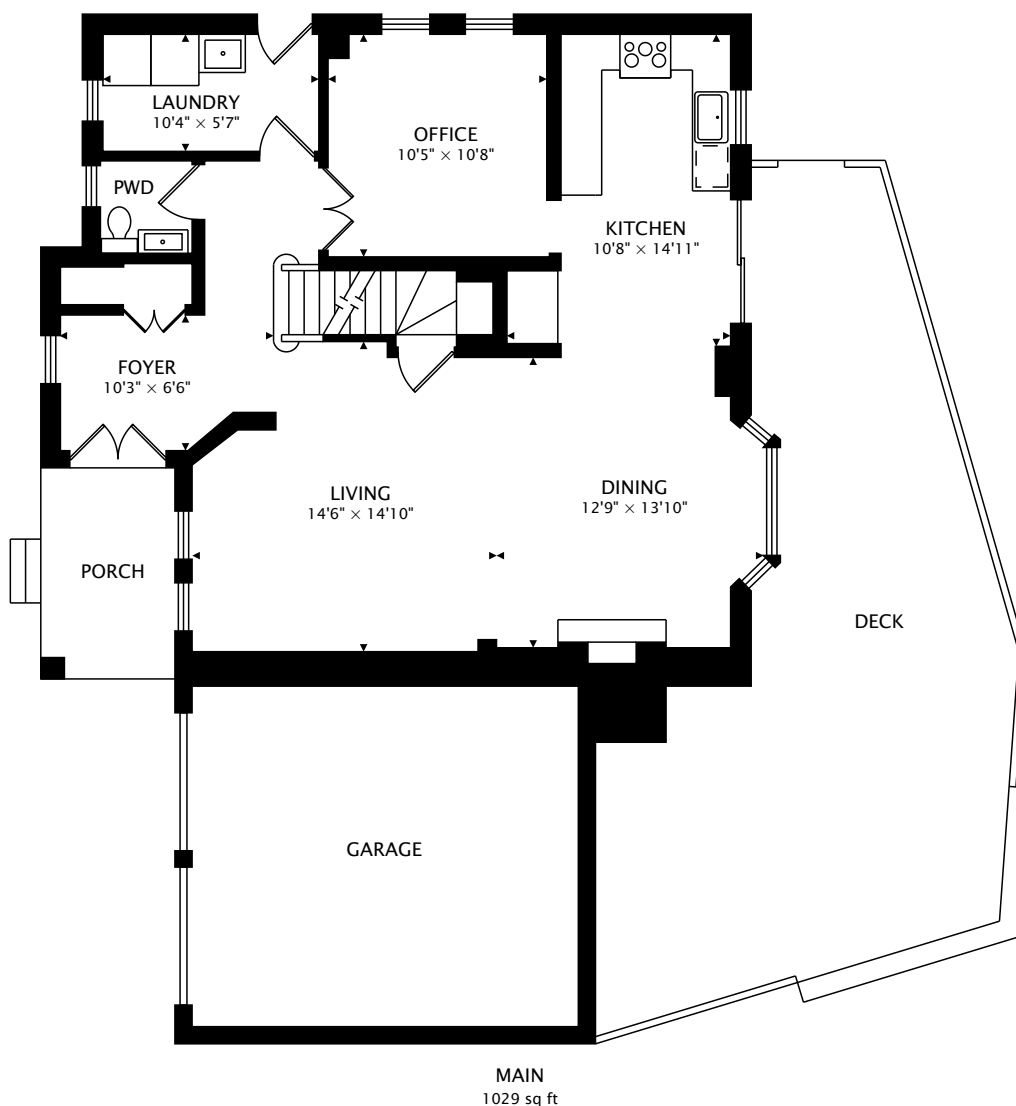 LAUNDRY
10'4" × 5'7"
OFFICE
10'5" × 10'8"
PWD
KITCHEN
10'8" × 14'11"
FOYER
10'3" × 6'6"
LIVING
14'6" × 14'10"
DINING
12'9" × 13'10"
PORCH
DECK
GARAGE
MAIN
1029 sq ft